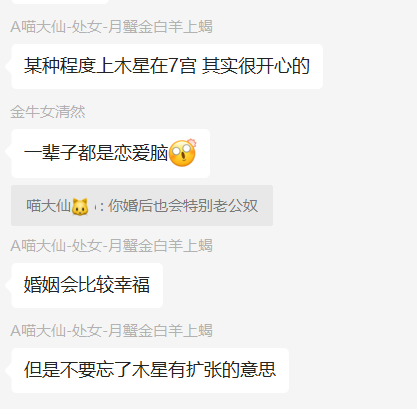 A喵大仙-处女-月蟹金白羊上蝎
某种程度上木星在7宫 其实很开心的
金牛女清然
一辈子都是恋爱脑
喵大仙 : 你婚后也会特别老公奴
A喵大仙-处女-月蟹金白羊上蝎
婚姻会比较幸福
A喵大仙-处女-月蟹金白羊上蝎
但是不要忘了木星有扩张的意思